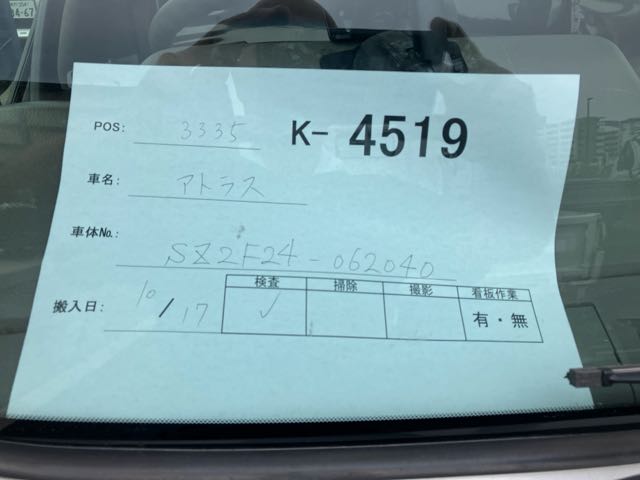 POS: 3335 K- 4519
車名: アトラス
車体No.: SZ2F24-062040
搬入日: 10/17
検査 掃除 撮影 看板作業
✓ 有・無